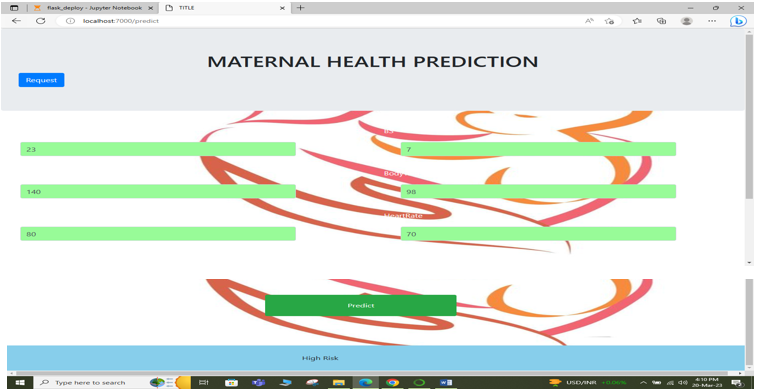 flask_deploy - Jupyter Notebook
TITLE
localhost:7000/predict
MATERNAL HEALTH PREDICTION
Request
BS
23
7
Body
140
98
HeartRate
80
70
Predict
High Risk
Type here to search
USD/INR +0.06%
4:10 PM
20-Mar-23